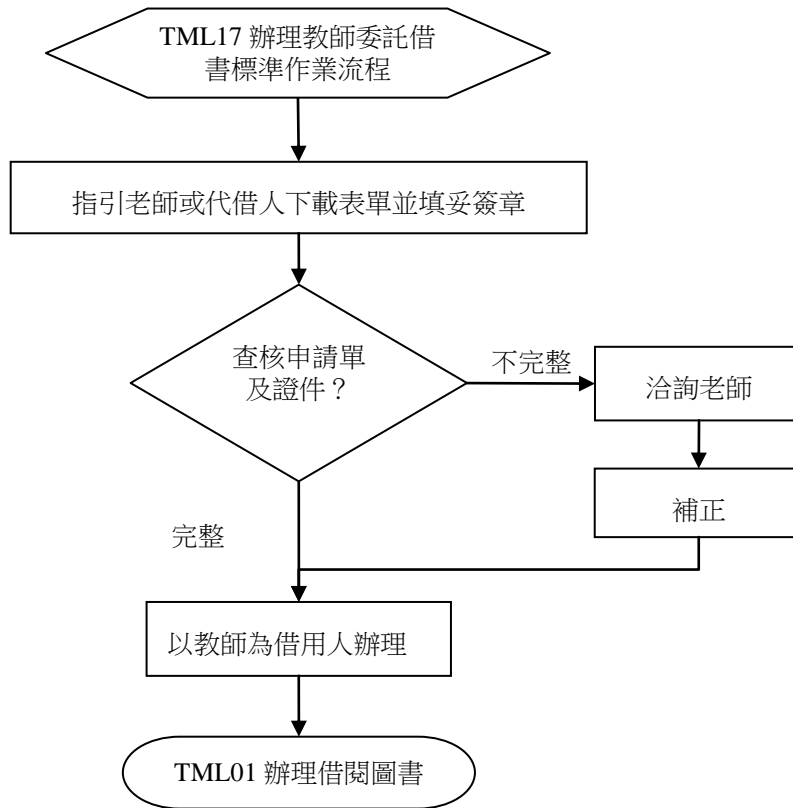 TML17 辦理教師委託借
書標準作業流程
指引老師或代借人下載表單並填妥簽章
查核申請單
及證件？
不完整
洽詢老師
補正
完整
以教師為借用人辦理
TML01 辦理借閱圖書